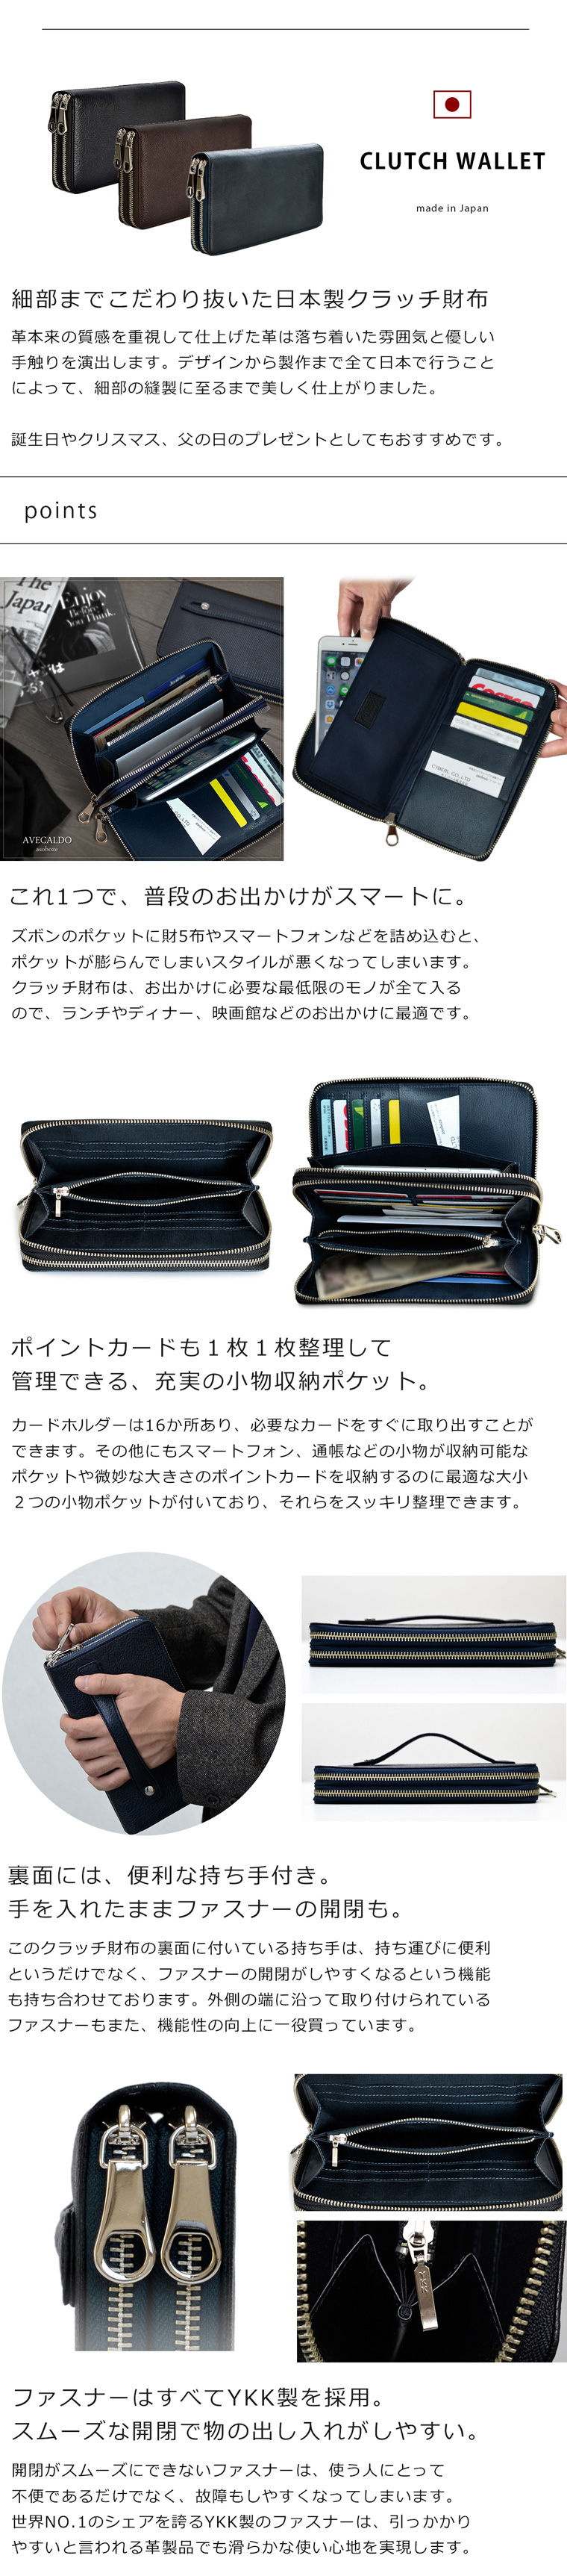 CLUTCH WALLET
made in Japan
細部までこだわり抜いた日本製クラッチ財布
革本来の質感を重視して仕上げた革は落ち着いた雰囲気と優しい
手触りを演出します。デザインから製作まで全て日本で行うこと
によって、細部の縫製に至るまで美しく仕上がりました。
誕生日やクリスマス、父の日のプレゼントとしてもおすすめです。
points
The
Japan
Enjoy
Before
You Think.
AVECALDO
これ1つで、普段のお出かけがスマートに。
ズボンのポケットに財5布やスマートフォンなどを詰め込むと、
ポケットが膨らんでしまいスタイルが悪くなってしまいます。
クラッチ財布は、お出かけに必要な最低限のモノが全て入る
ので、ランチやディナー、映画館などのお出かけに最適です。
ポイントカードも１枚１枚整理して
管理できる、充実の小物収納ポケット。
カードホルダーは16か所あり、必要なカードをすぐに取り出すことが
できます。その他にもスマートフォン、通帳などの小物が収納可能な
ポケットや微妙な大きさのポイントカードを収納するのに最適な大小
２つの小物ポケットが付いており、それらをスッキリ整理できます。
裏面には、便利な持ち手付き。
手を入れたままファスナーの開閉も。
このクラッチ財布の裏面に付いている持ち手は、持ち運びに便利
というだけでなく、ファスナーの開閉がしやすくなるという機能
も持ち合わせております。外側の端に沿って取り付けられている
ファスナーもまた、機能性の向上に一役買っています。
YKK
ファスナーはすべてYKK製を採用。
スムーズな開閉で物の出し入れがしやすい。
開閉がスムーズにできないファスナーは、使う人にとって
不便であるだけでなく、故障もしやすくなってしまいます。
世界NO.1のシェアを誇るYKK製のファスナーは、引っかかり
やすいと言われる革製品でも滑らかな使い心地を実現します。